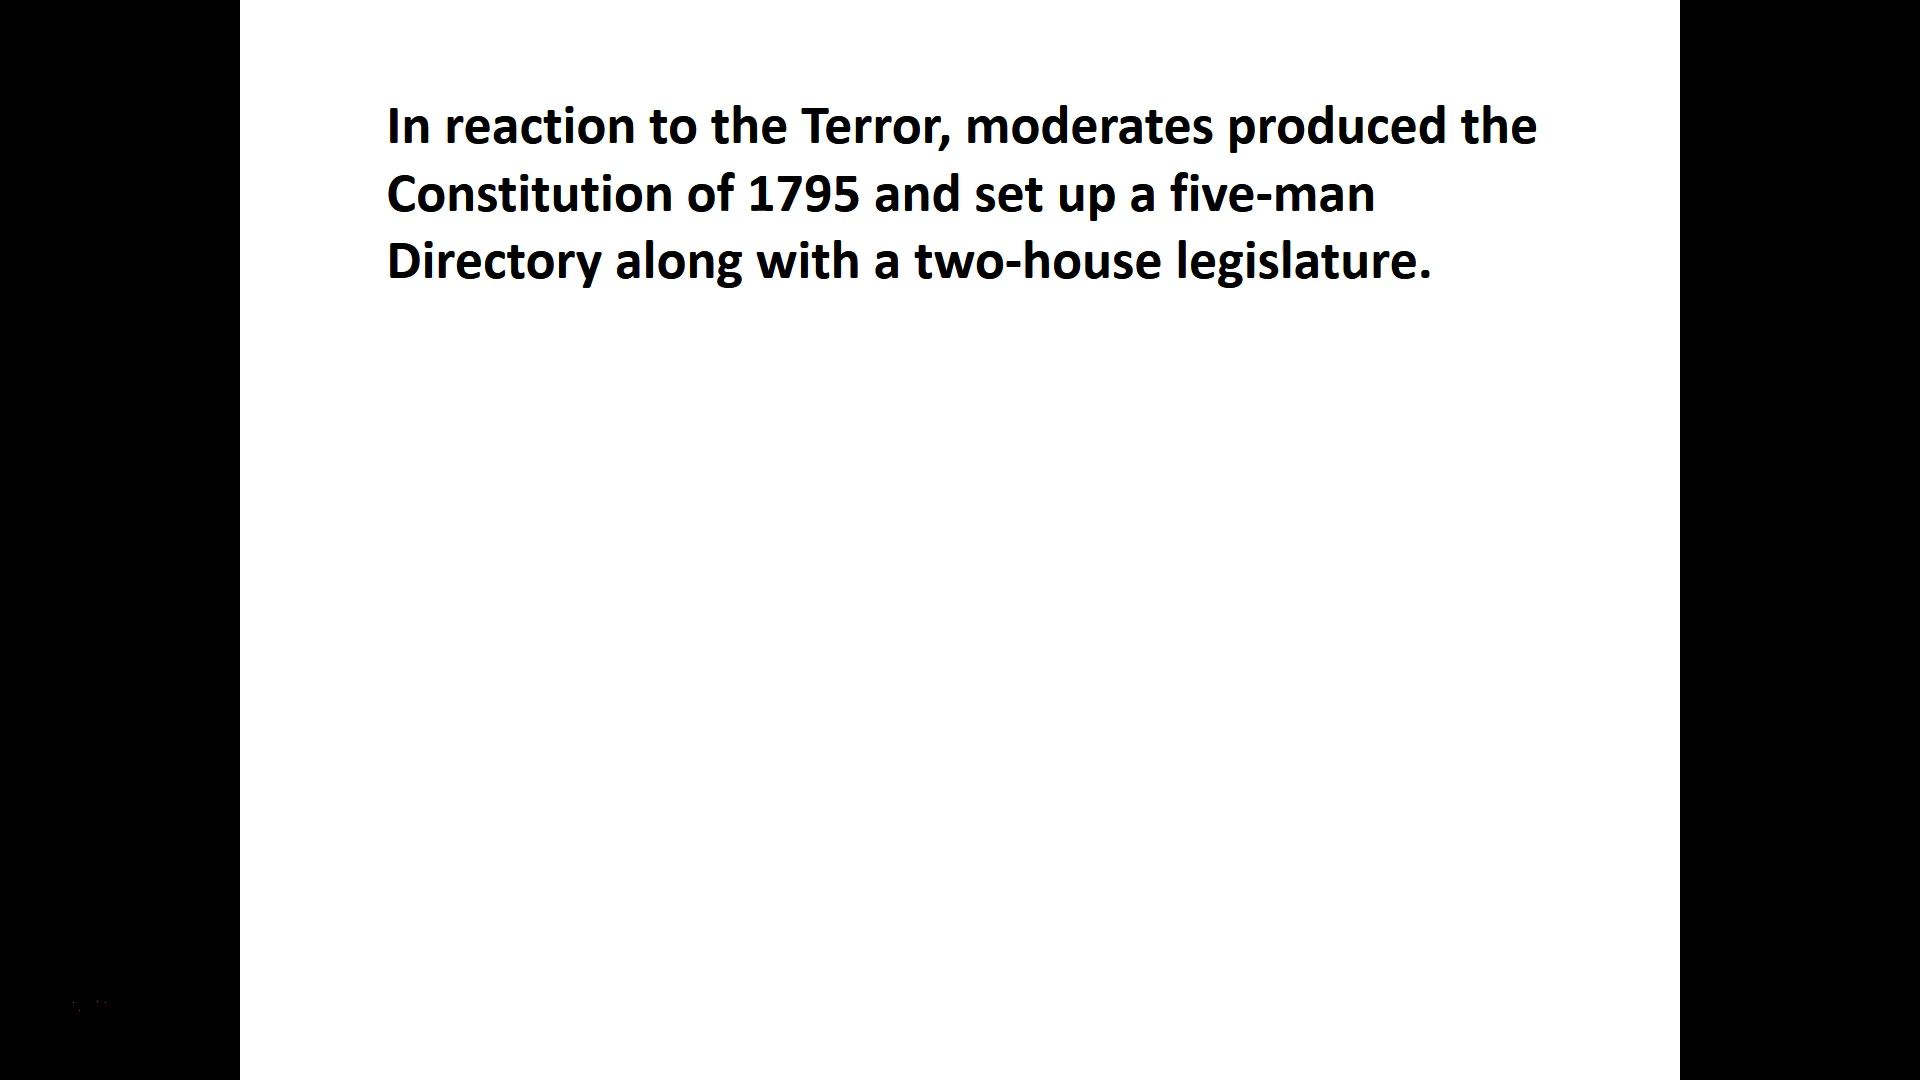 In reaction to the Terror, moderates produced the
Constitution of 1795 and set up a five-man
Directory along with a two-house legislature.